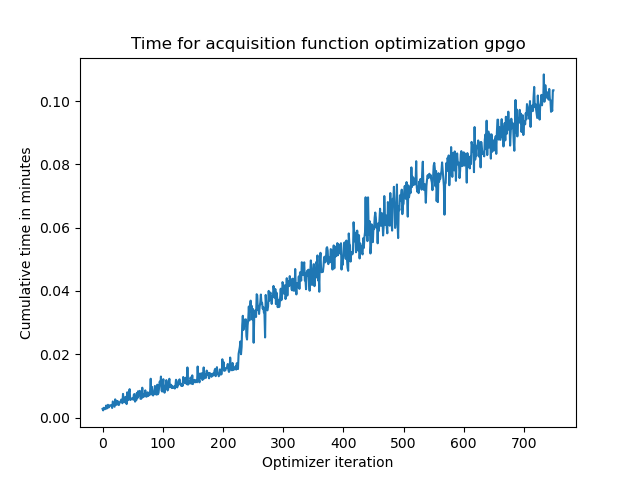 Time for acquisition function optimization gpgo
Cumulative time in minutes
0.10
0.08
0.06
0.04
0.02
0.00
0 100 200 300 400 500 600 700
Optimizer iteration